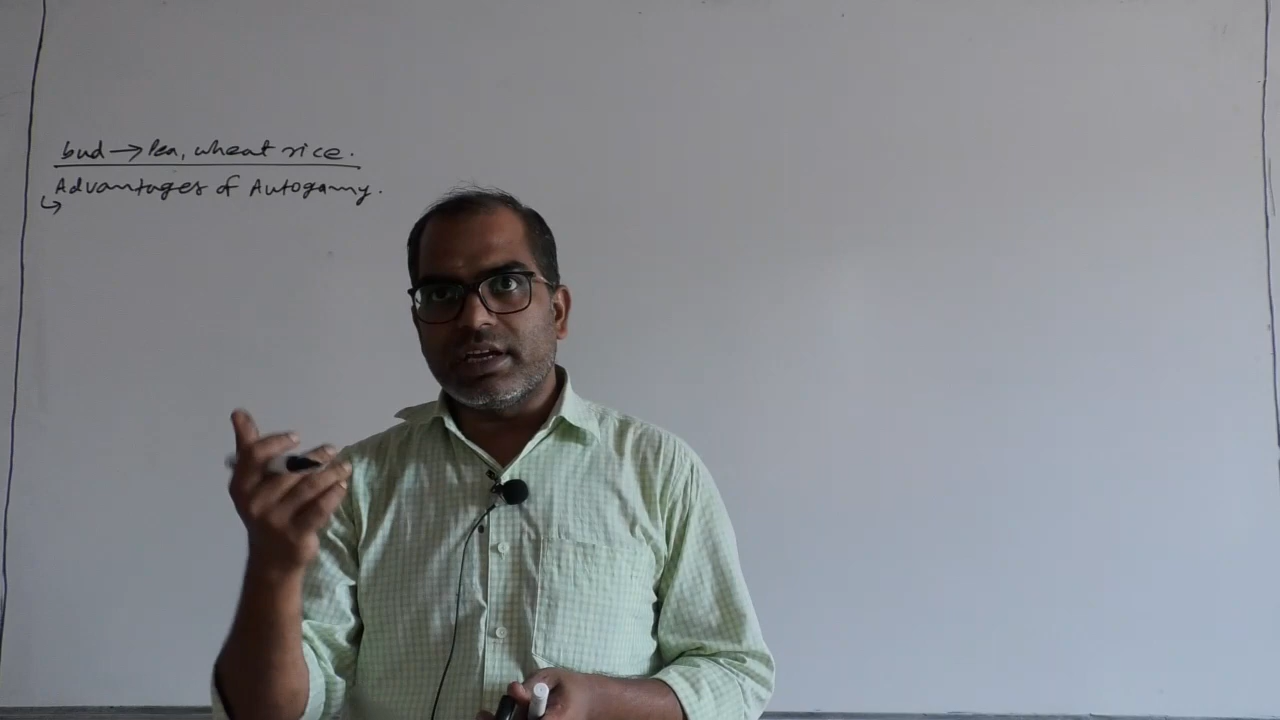 bud → Pea, wheat rice.
Advantages of Autogamy.
↳